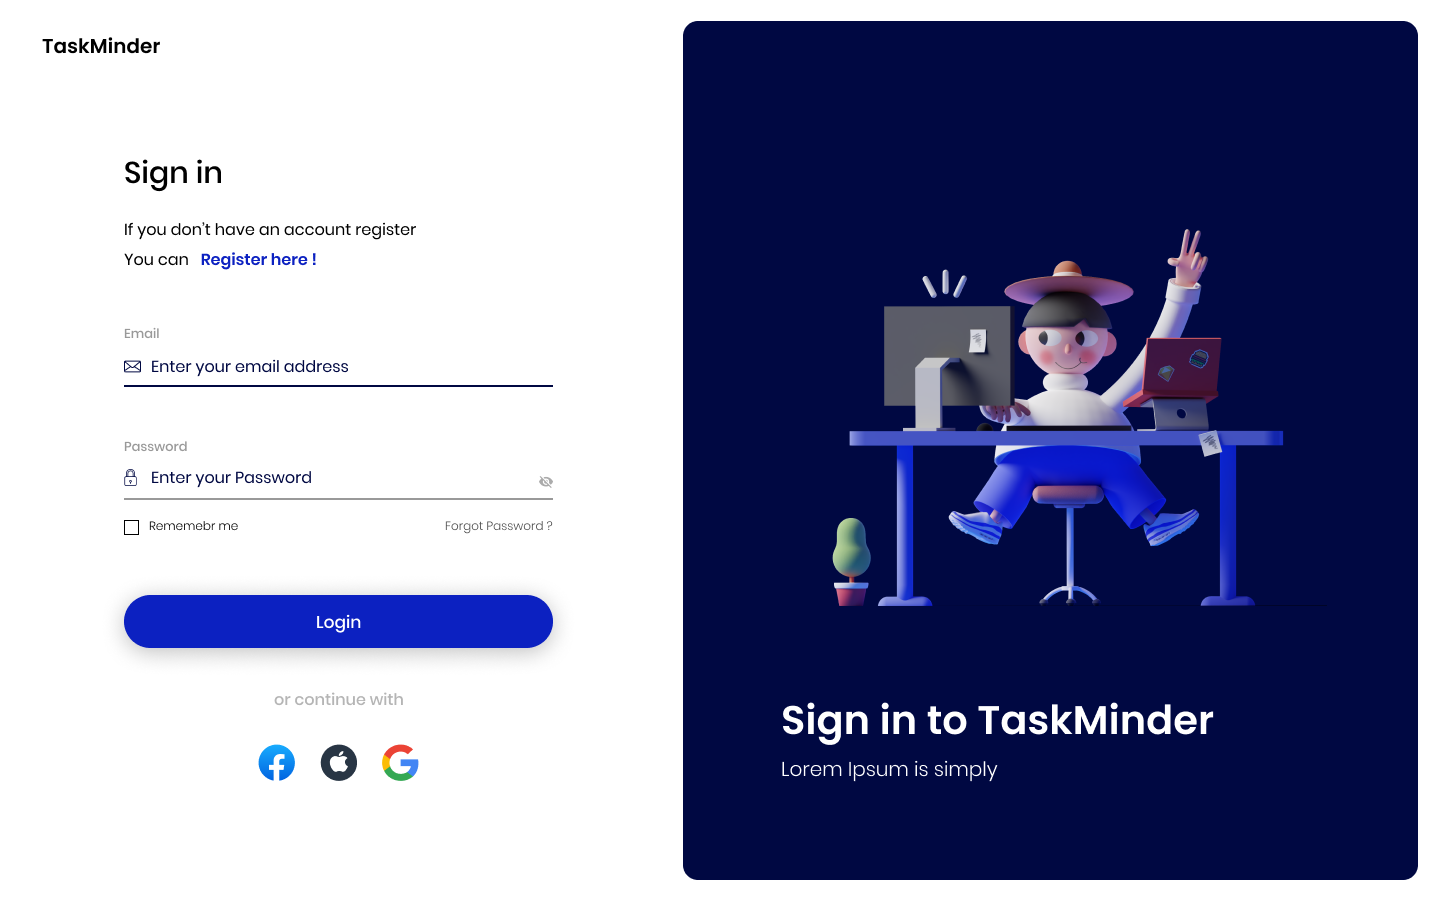 TaskMinder
Sign in
If you don't have an account register
You can Register here !
Email
Enter your email address
Password
Enter your Password
Rememebr me
Forgot Password ?
Login
or continue with
Sign in to TaskMinder
Lorem Ipsum is simply